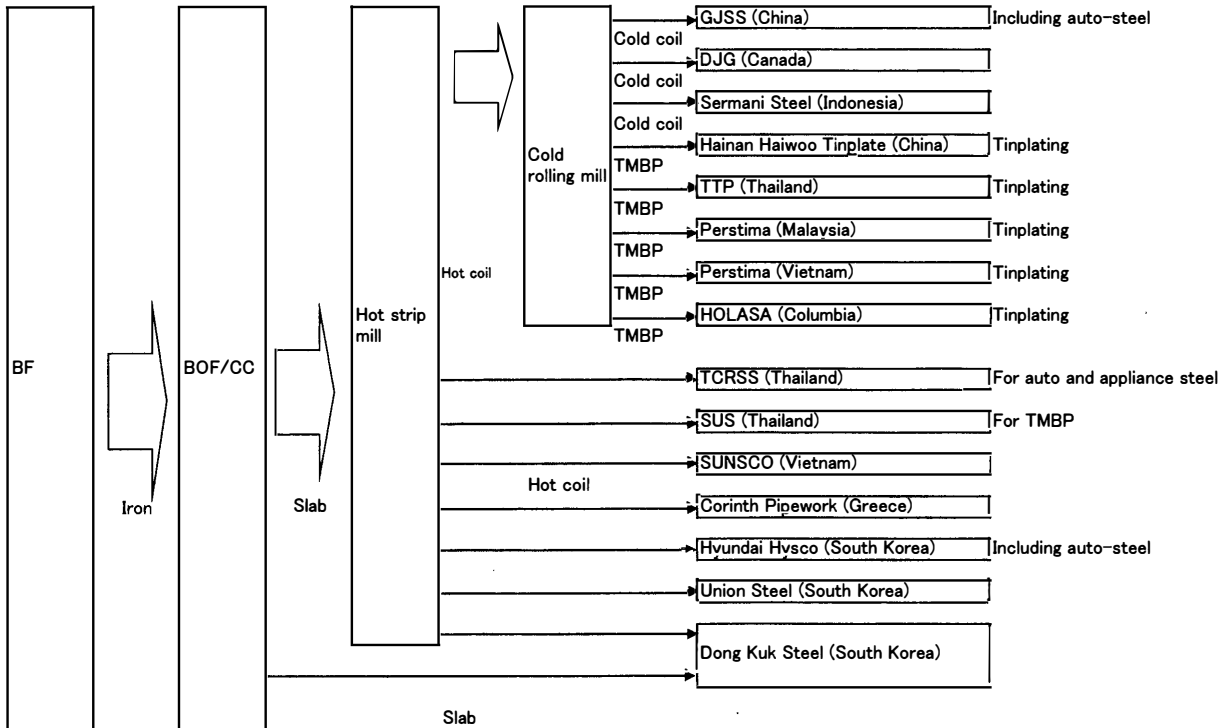 GJSS (China) Including auto-steel
Cold coil
DJG (Canada)
Cold coil
Sermani Steel (Indonesia)
Cold coil
Hainan Haiwoo Tinplate (China) Tinplating
Cold rolling mill
TMBP
TTP (Thailand) Tinplating
TMBP
Perstima (Malaysia) Tinplating
TMBP
Hot coil
Perstima (Vietnam) Tinplating
TMBP
Hot strip
mill
HOLASA (Columbia) Tinplating
TMBP
BF
BOF/CC
TCRSS (Thailand) For auto and appliance steel
SUS (Thailand) For TMBP
SUNSCO (Vietnam)
Hot coil
Iron
Slab
Corinth Pipework (Greece)
Hyundai Hysco (South Korea) Including auto-steel
Union Steel (South Korea)
Dong Kuk Steel (South Korea)
Slab